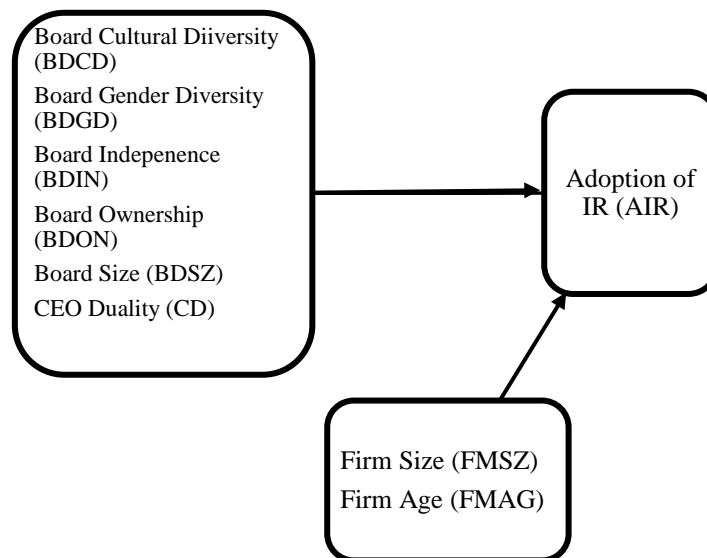 Board Cultural Diiversity
(BDCD)
Board Gender Diversity
(BDGD)
Board Indepenence
(BDIN)
Board Ownership
(BDON)
Board Size (BDSZ)
CEO Duality (CD)
Adoption of
IR (AIR)
Firm Size (FMSZ)
Firm Age (FMAG)